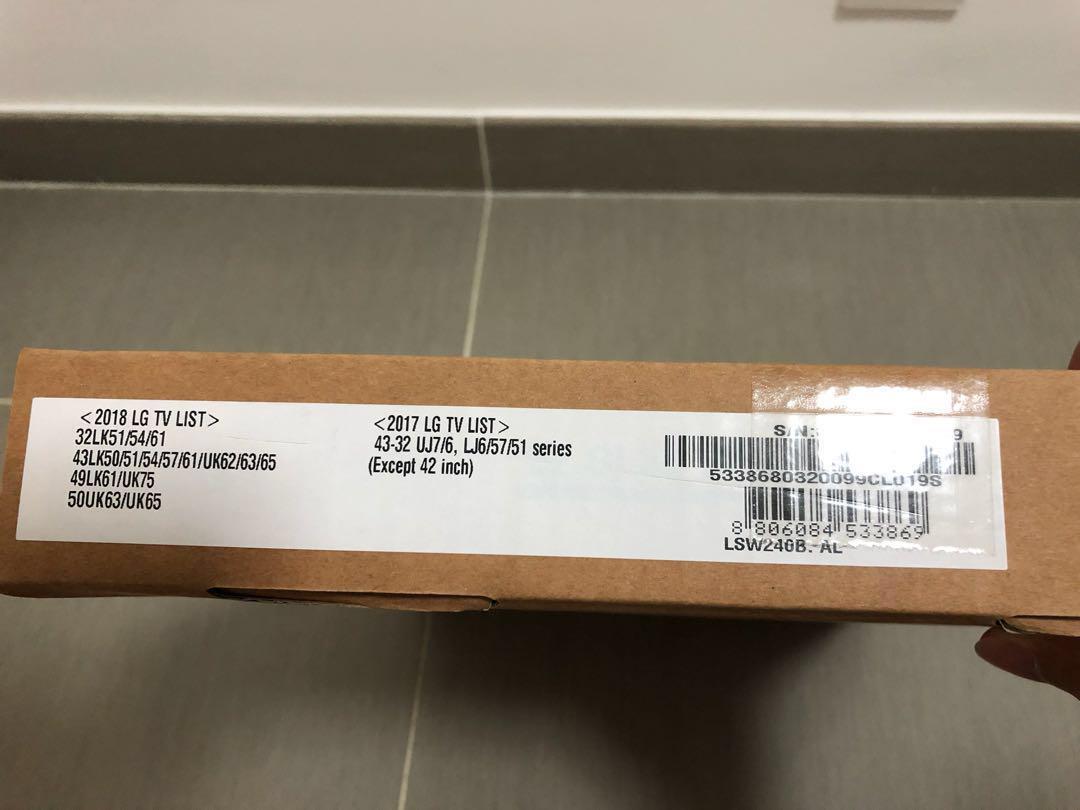 <2018 LG TV LIST>
32LK51/54/61
43LK50/51/54/57/61/UK62/63/65
49LK61/UK75
50UK63/UK65
<2017 LG TV LIST>
43-32 UJ7/6, LJ6/57/51 series
(Except 42 inch)
S/N:
5338680320099CL019S
8 806084 533869
LSW240B. AL